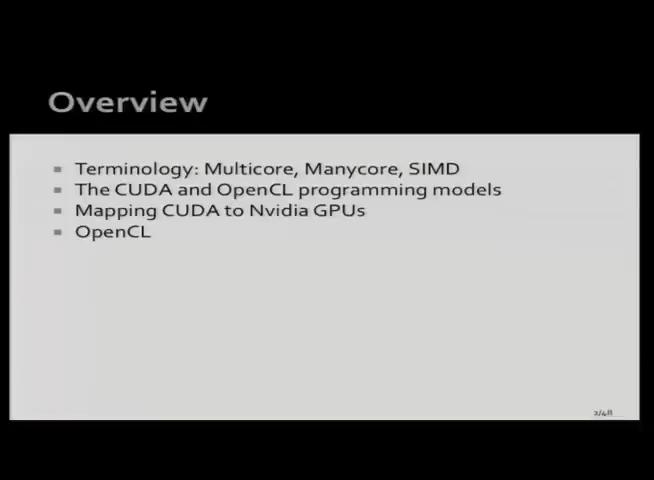 Overview
Terminology: Multicore, Manycore, SIMD
The CUDA and OpenCL programming models
Mapping CUDA to Nvidia GPUs
OpenCL
2/48